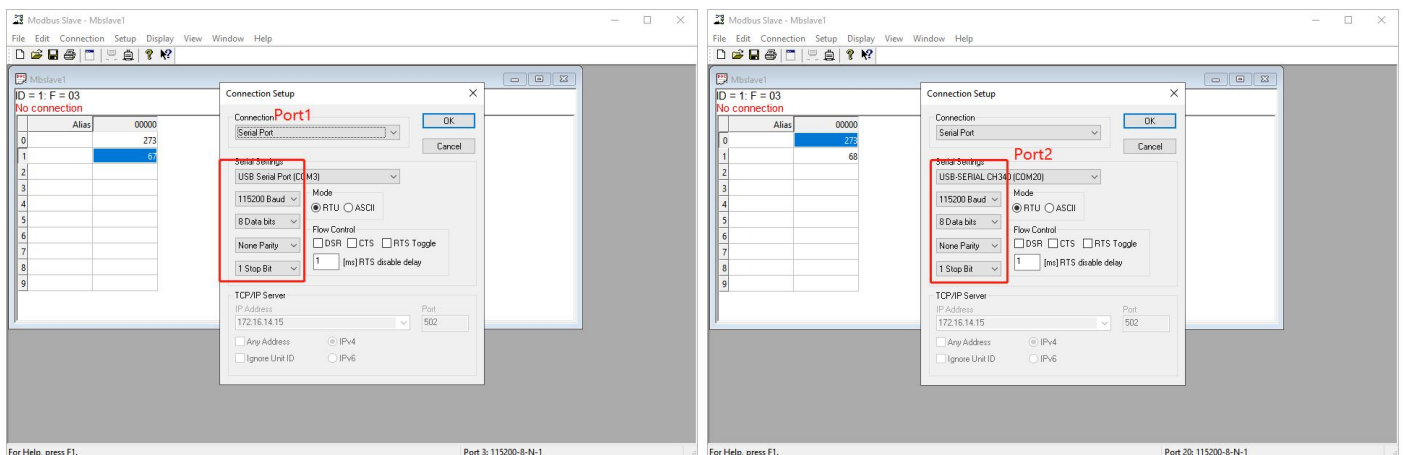 Modbus Slave - Mbslave1
File Edit Connection Setup Display View Window Help
Mbslave1
ID = 1: F = 03
No connection
Alias 00000
0 273
1 67
2
3
4
5
6
7
8
9
Connection Setup
Port1
Connection
Serial Port
OK
Cancel
Serial Settings
USB Serial Port (COM3)
115200 Baud
8 Data bits
None Parity
1 Stop Bit
Mode
RTU ASCII
Flow Control
DSR CTS RTS Toggle
1 [ms] RTS disable delay
TCP/IP Server
IP Address Port
172.16.14.15 502
Any Address IPv4
Ignore Unit ID IPv6
For Help, press F1.
Port 3: 115200-8-N-1
Modbus Slave - Mbslave1
File Edit Connection Setup Display View Window Help
Mbslave1
ID = 1: F = 03
No connection
Alias 00000
0 273
1 68
2
3
4
5
6
7
8
9
Connection Setup
Connection
Serial Port
OK
Cancel
Port2
Serial Settings
USB-SERIAL CH340 (COM20)
115200 Baud
8 Data bits
None Parity
1 Stop Bit
Mode
RTU ASCII
Flow Control
DSR CTS RTS Toggle
1 [ms] RTS disable delay
TCP/IP Server
IP Address Port
172.16.14.15 502
Any Address IPv4
Ignore Unit ID IPv6
For Help, press F1.
Port 20: 115200-8-N-1